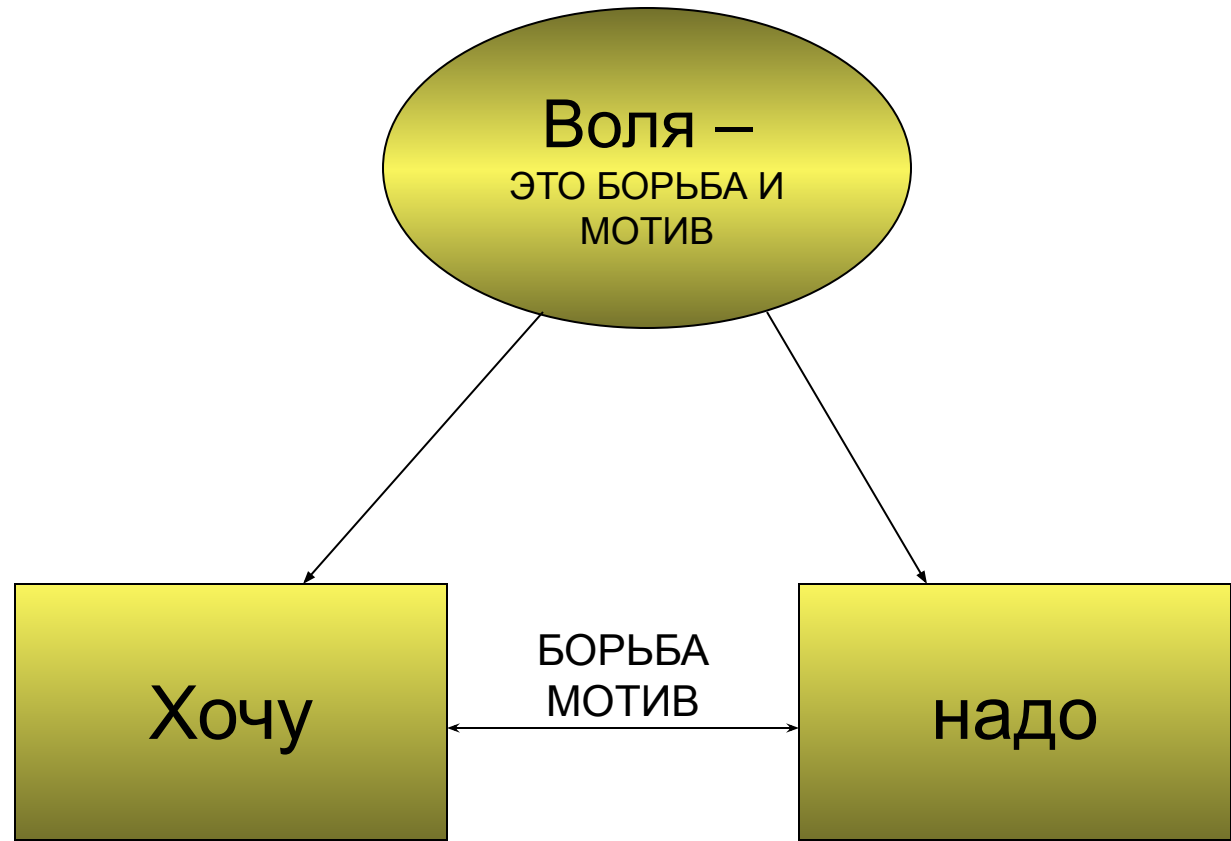 Воля –
ЭТО БОРЬБА И
МОТИВ
БОРЬБА
МОТИВ
Хочу
надо